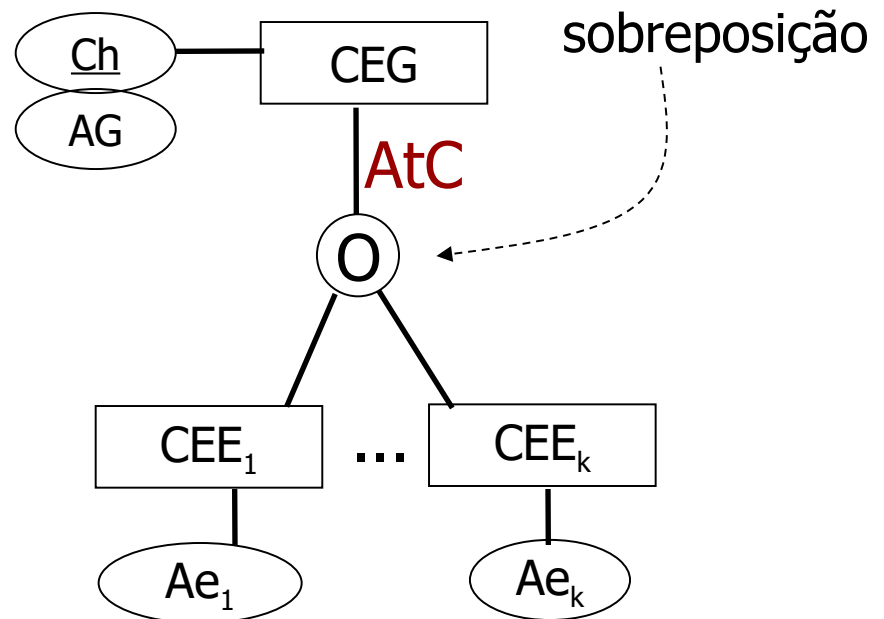 sobreposição
Ch
CEG
AG
AtC
O
CEE₁
...
CEEₖ
Ae₁
Aeₖ